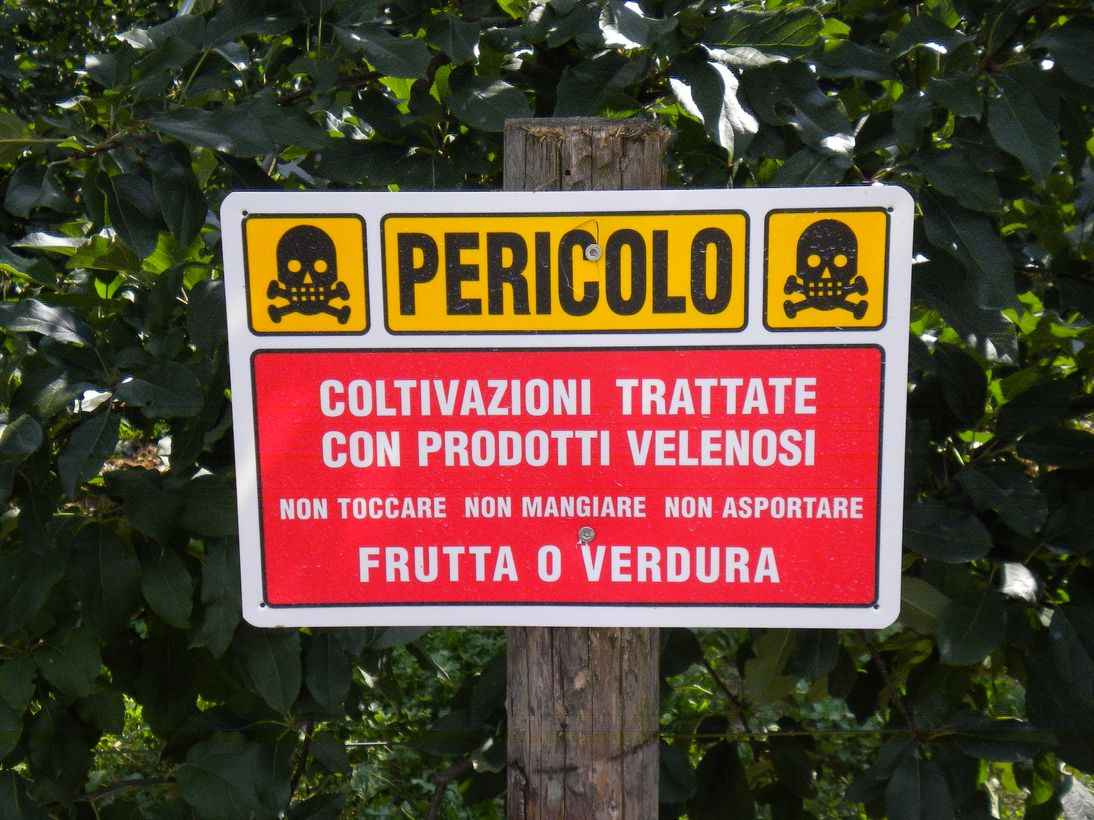 PERICOLO
COLTIVAZIONI TRATTATE
CON PRODOTTI VELENOSI
NON TOCCARE NON MANGIARE NON ASPORTARE
FRUTTA O VERDURA